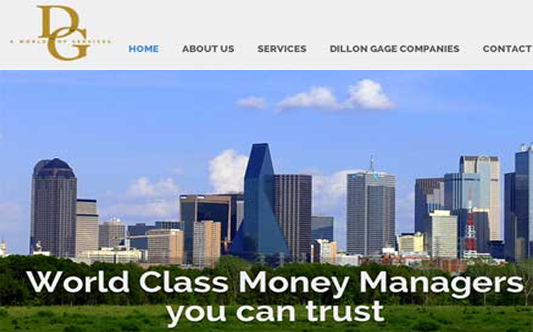 DG
A WORLD OF SERVICES
HOME ABOUT US SERVICES DILLON GAGE COMPANIES CONTACT
World Class Money Managers
you can trust